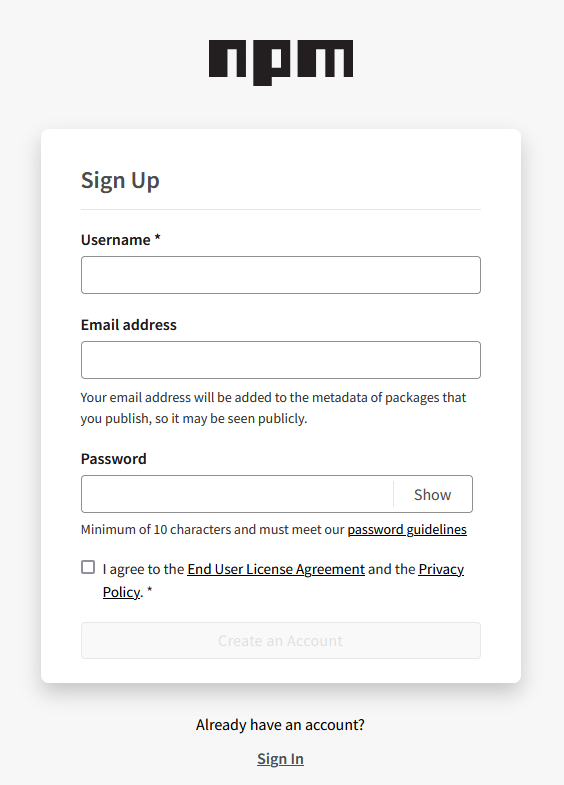 npm
Sign Up
Username *
Email address
Your email address will be added to the metadata of packages that
you publish, so it may be seen publicly.
Password
Show
Minimum of 10 characters and must meet our password guidelines
I agree to the End User License Agreement and the Privacy
Policy. *
Create an Account
Already have an account?
Sign In